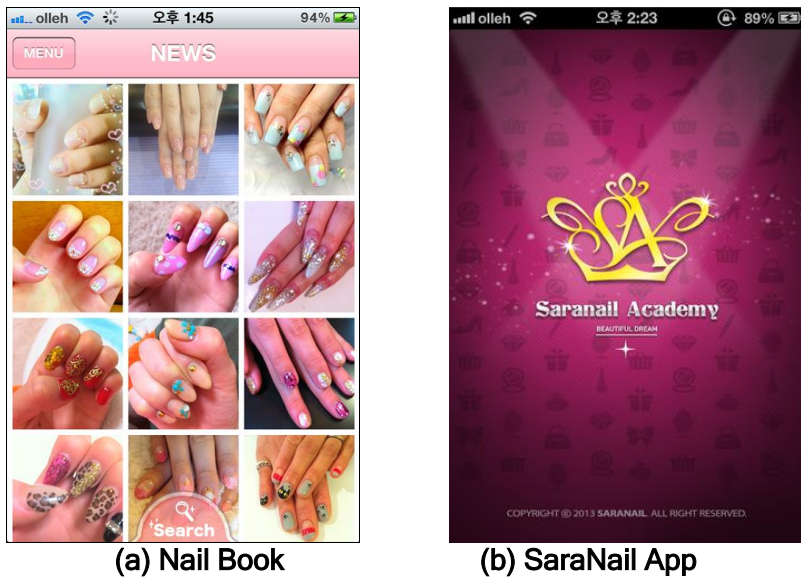 olleh 오후 1:45 94%
MENU NEWS
Search
(a) Nail Book
olleh 오후 2:23 89%
SA
Saranail Academy
BEAUTIFUL DREAM
COPYRIGHT ⓒ 2013 SARANAIL. ALL RIGHT RESERVED.
(b) SaraNail App